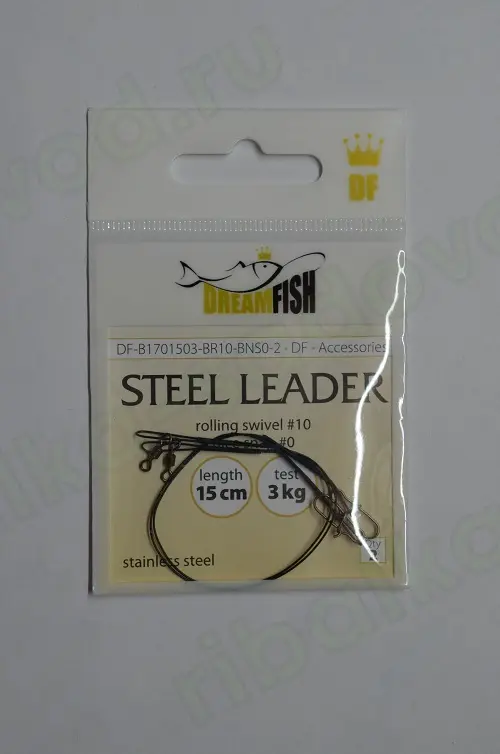 DF
DREAMFISH
DF-B1701503-BR10-BNS0-2 - DF - Accessories
STEEL LEADER
rolling swivel #10
#0
length
15 cm
test
3 kg
stainless steel